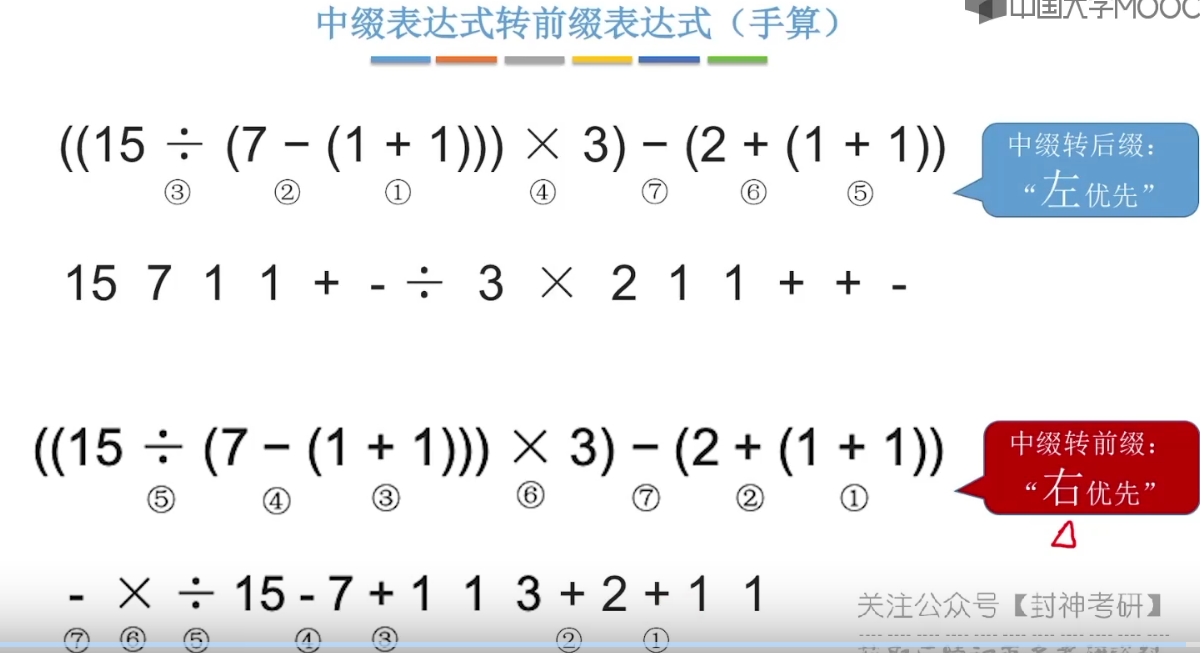 中缀表达式转前缀表达式（手算）
中国大学MOOC
((15 ÷ (7 − (1 + 1))) × 3) − (2 + (1 + 1))
③ ② ① ④ ⑦ ⑥ ⑤
中缀转后缀：
“左优先”
15 7 1 1 + - ÷ 3 × 2 1 1 + + -
((15 ÷ (7 − (1 + 1))) × 3) − (2 + (1 + 1))
⑤ ④ ③ ⑥ ⑦ ② ①
中缀转前缀：
“右优先”
- × ÷ 15 - 7 + 1 1 3 + 2 + 1 1
⑦ ⑥ ⑤ ④ ③ ② ①
关注公众号【封神考研】